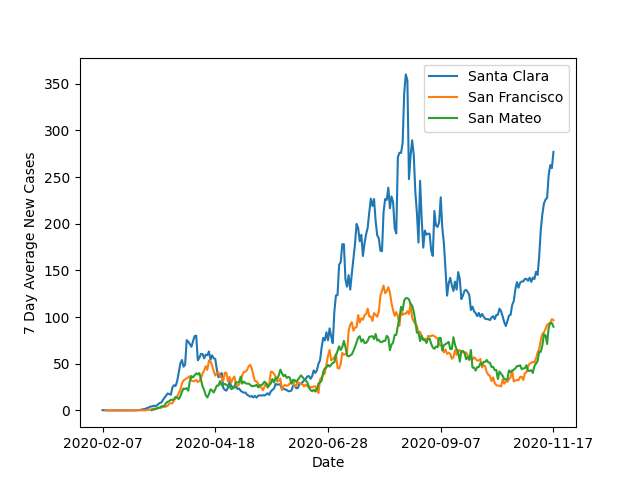 Santa Clara
San Francisco
San Mateo
7 Day Average New Cases
350
300
250
200
150
100
50
0
2020-02-07 2020-04-18 2020-06-28 2020-09-07 2020-11-17
Date